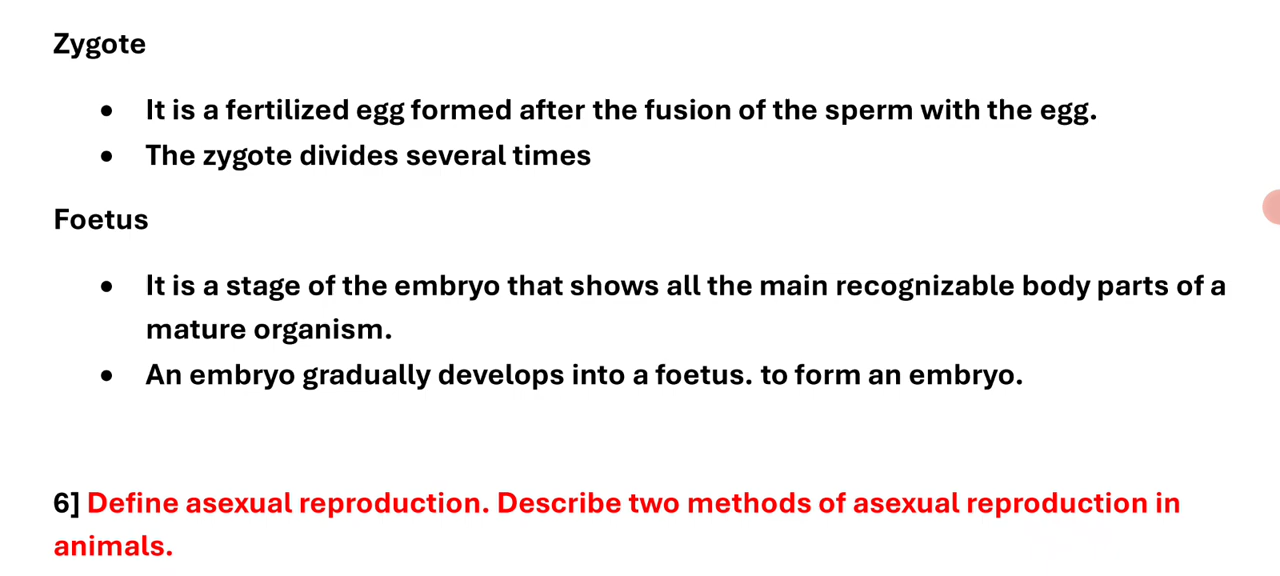 Zygote
• It is a fertilized egg formed after the fusion of the sperm with the egg.
• The zygote divides several times
Foetus
• It is a stage of the embryo that shows all the main recognizable body parts of a
mature organism.
• An embryo gradually develops into a foetus. to form an embryo.
6] Define asexual reproduction. Describe two methods of asexual reproduction in
animals.